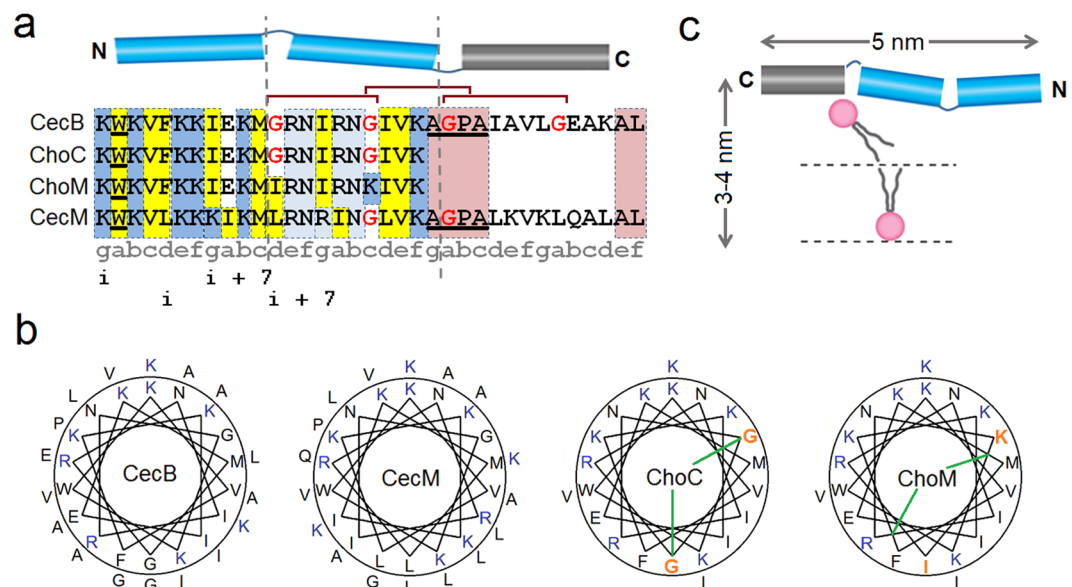 a
N
C
CecB KWKVFKKIEKMGRNIRNGIVKAGPAIAVLGEAKAL
ChoC KWKVFKKIEKMGRNIRNGIVK
ChoM KWKVFKKIEKMIRNIRNKIVK
CecM KWKVLKKKIKMLRNRINGLVKAGPALKVKLQALAL
gabcdefgabcdefgabcdefgabcdefgabcdef
i i + 7
i i + 7
c
5 nm
C
N
3-4 nm
b
K
V A
L K K N A
P N K
K G
E R M L
CecB
V W V A
E I K
A R I
A F G K
G G I
K
V K A
L K K N A
P N K
K G
Q R M K
CecM
V W V A
K I R L
A L L K K L
G L L
K
K K N
N K
K G
R M
ChoC
V W V
E I
R I
F G K
I
K
K K N
N K
K K
R M
ChoM
V W V
E I
R I
F I K
I